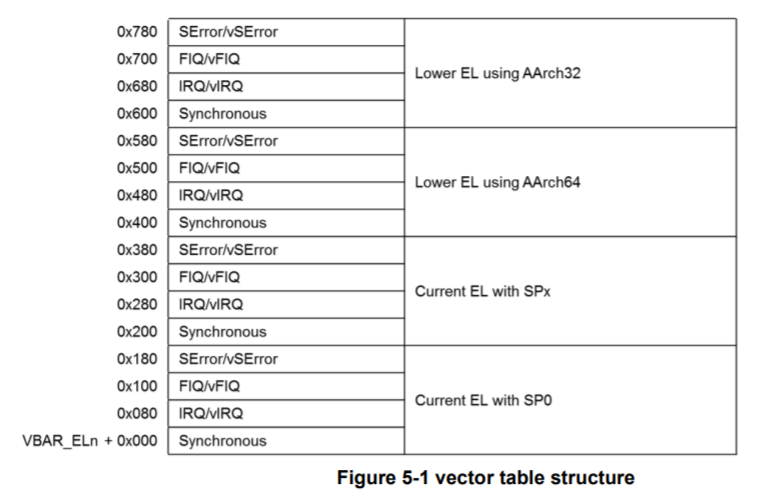 0x780 SError/vSError
0x700 FIQ/vFIQ
Lower EL using AArch32
0x680 IRQ/vIRQ
0x600 Synchronous
0x580 SError/vSError
0x500 FIQ/vFIQ
Lower EL using AArch64
0x480 IRQ/vIRQ
0x400 Synchronous
0x380 SError/vSError
0x300 FIQ/vFIQ
Current EL with SPx
0x280 IRQ/vIRQ
0x200 Synchronous
0x180 SError/vSError
0x100 FIQ/vFIQ
Current EL with SP0
0x080 IRQ/vIRQ
VBAR_ELn + 0x000 Synchronous
Figure 5-1 vector table structure